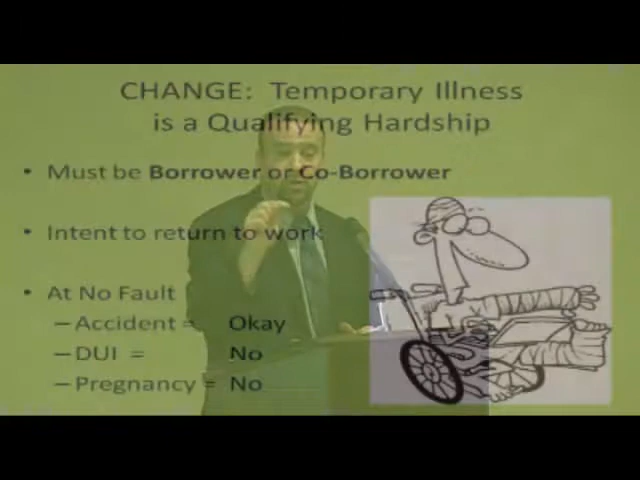 CHANGE: Temporary Illness
is a Qualifying Hardship
• Must be Borrower or Co-Borrower
• Intent to return to work
• At No Fault
– Accident = Okay
– DUI = No
– Pregnancy = No